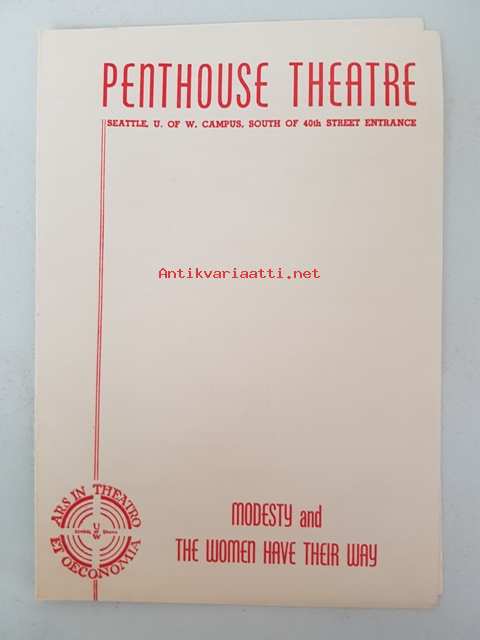 PENTHOUSE THEATRE
SEATTLE, U. OF W. CAMPUS, SOUTH OF 40th STREET ENTRANCE
Antikvariaatti.net
ARS IN THEATRO
U
of
W
ET OECONOMIA
MODESTY and
THE WOMEN HAVE THEIR WAY